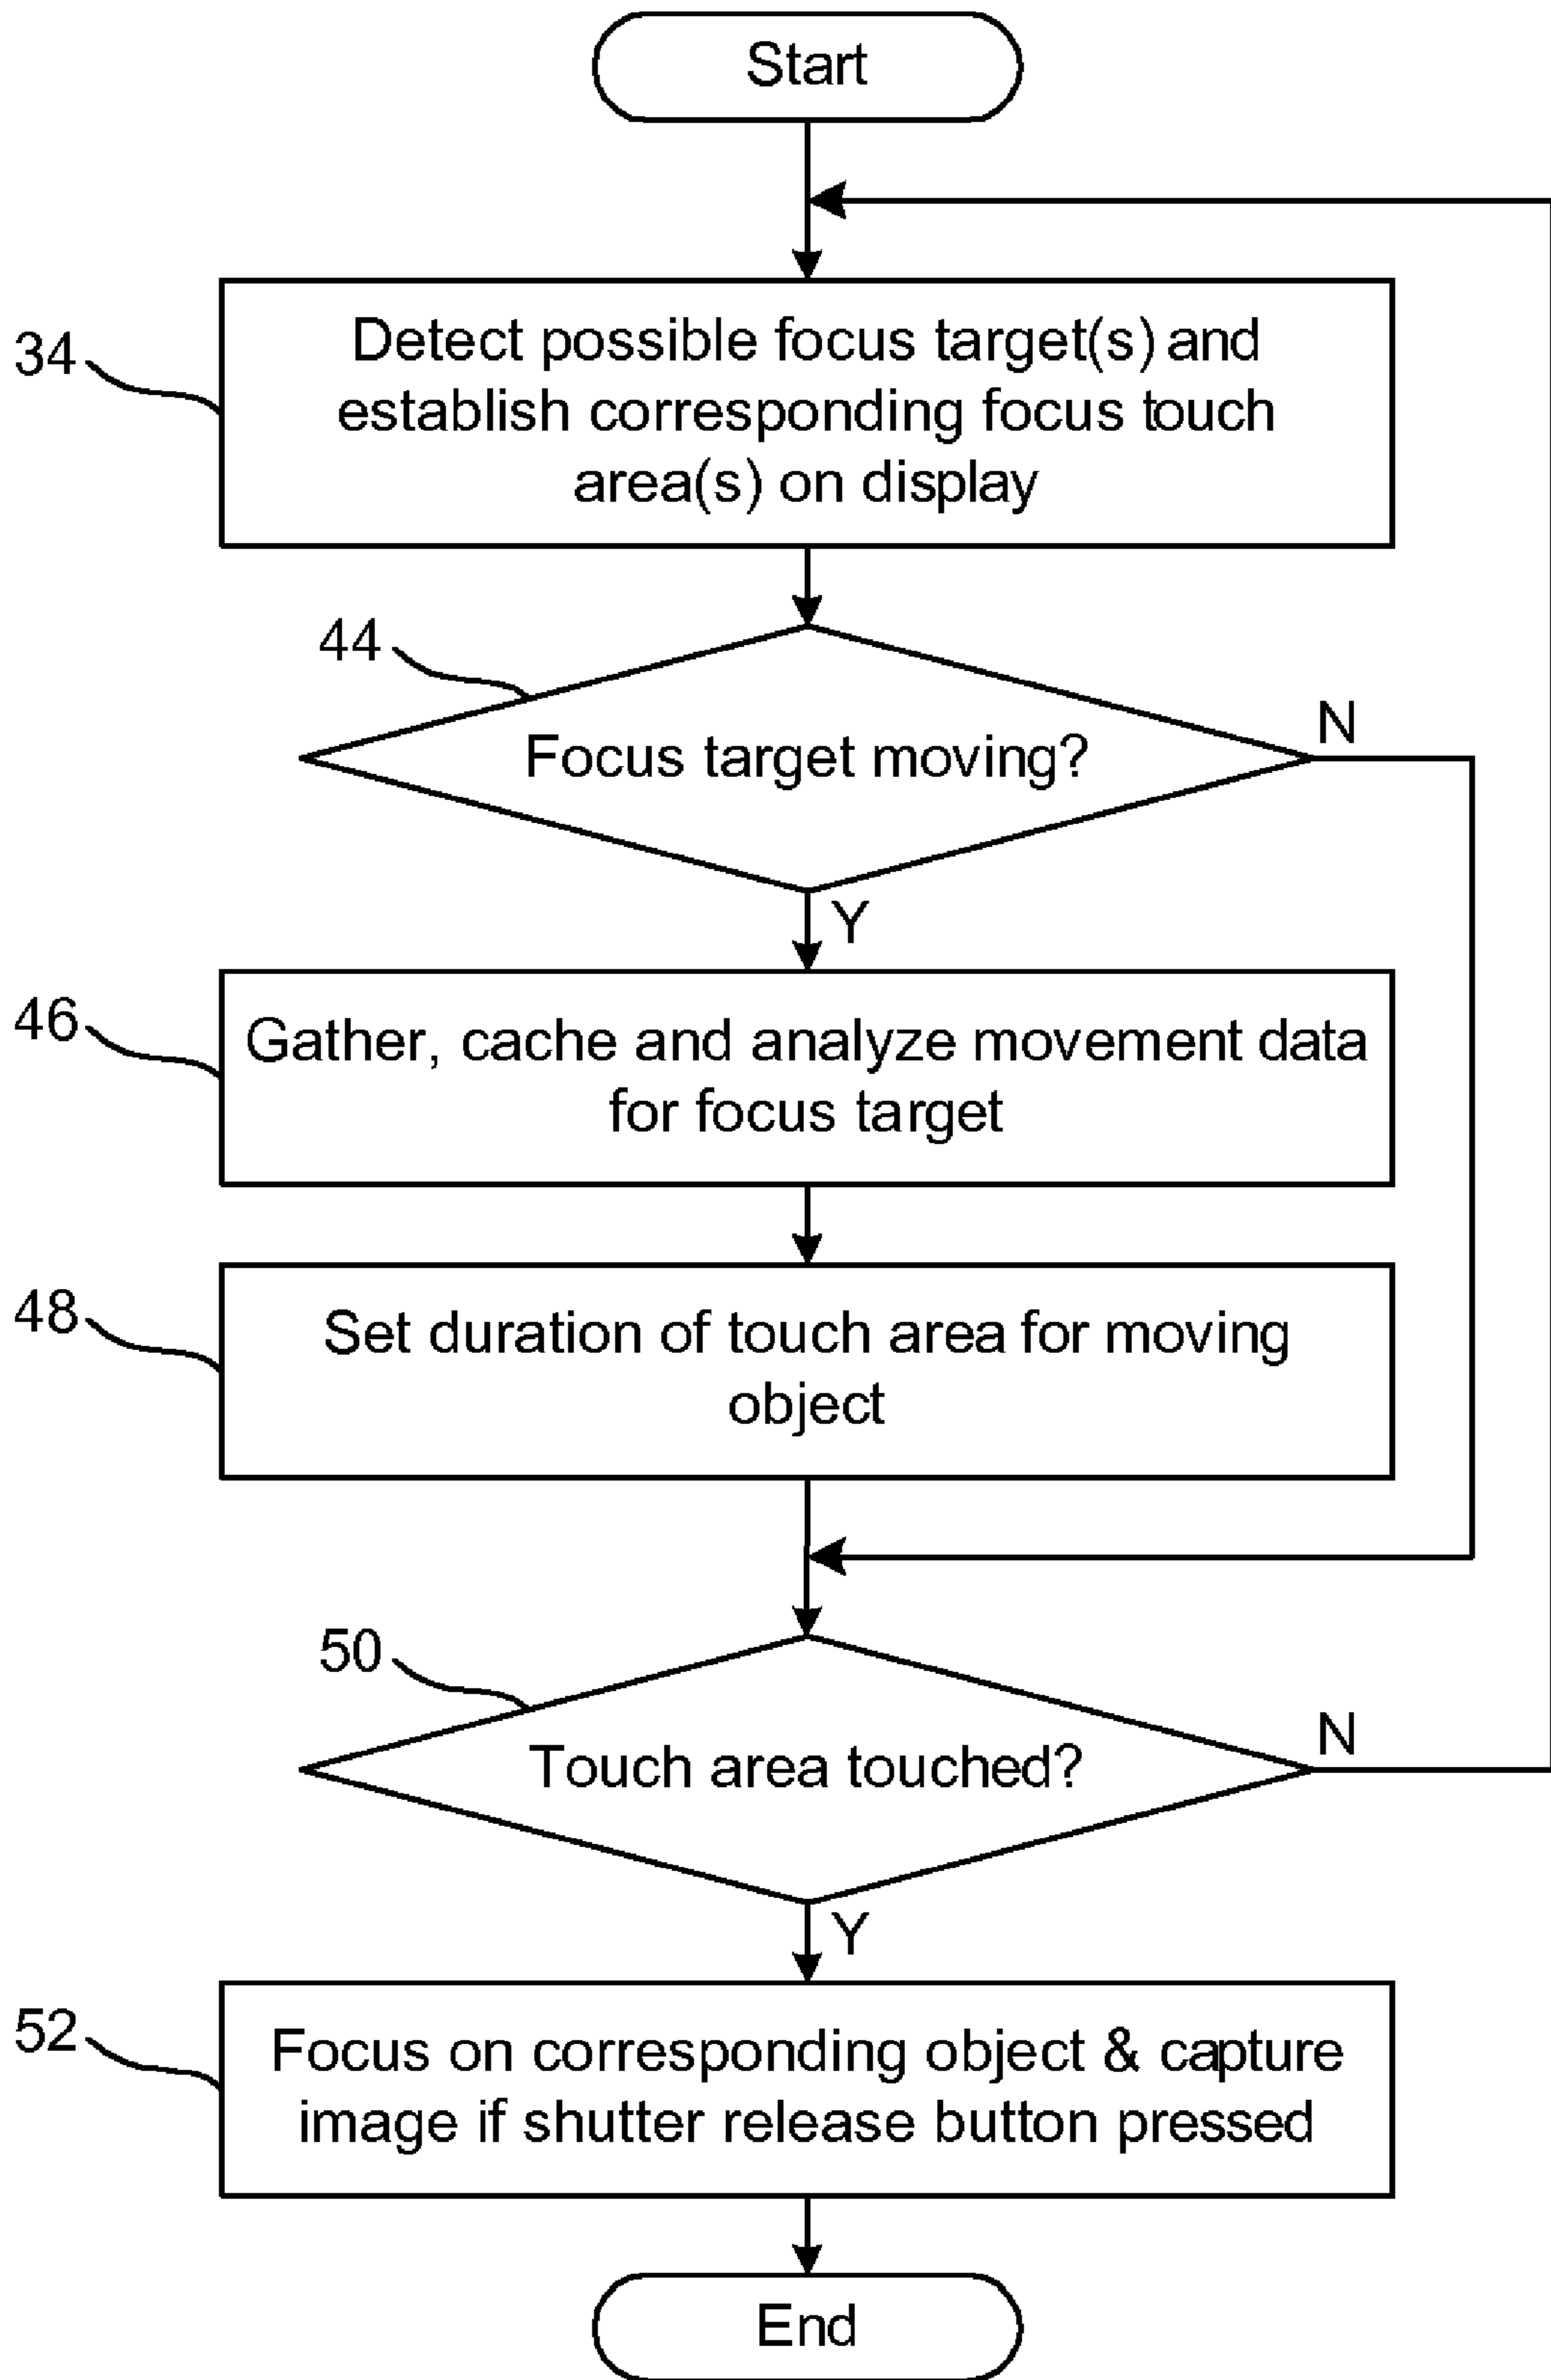 Start
34
Detect possible focus target(s) and
establish corresponding focus touch
area(s) on display
44
Focus target moving?
N
Y
46
Gather, cache and analyze movement data
for focus target
48
Set duration of touch area for moving
object
50
Touch area touched?
N
Y
52
Focus on corresponding object & capture
image if shutter release button pressed
End